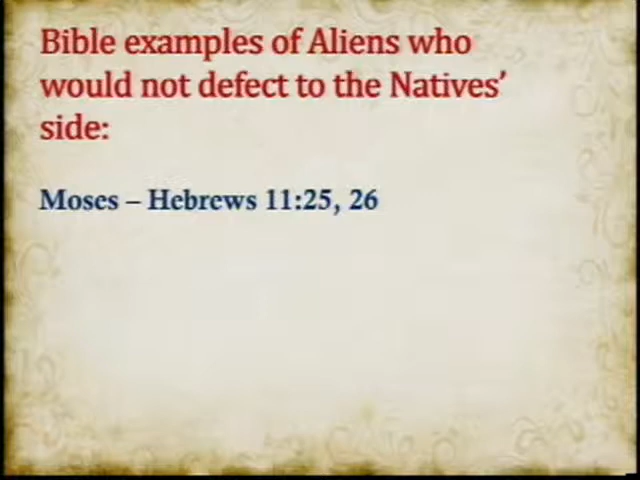 Bible examples of Aliens who
would not defect to the Natives’
side:
Moses – Hebrews 11:25, 26